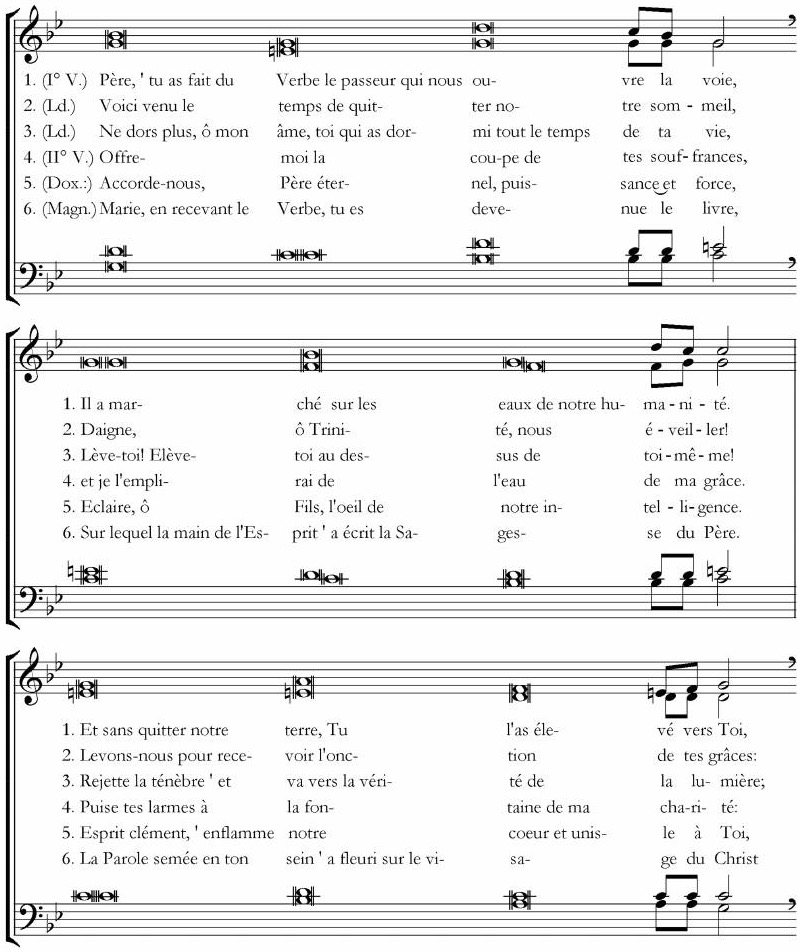 1. (I° V.) Père, ' tu as fait du Verbe le passeur qui nous ou- vre la voie,
2. (Ld.) Voici venu le temps de quit- ter no- tre som - meil,
3. (Ld.) Ne dors plus, ô mon âme, toi qui as dor- mi tout le temps de ta vie,
4. (II° V.) Offre- moi la cou-pe de tes souf-frances,
5. (Dox.:) Accorde-nous, Père éter- nel, puis- sance et force,
6. (Magn.) Marie, en recevant le Verbe, tu es deve- nue le livre,
1. Il a mar- ché sur les eaux de notre hu- ma - ni - té.
2. Daigne, ô Trini- té, nous é - veil - ler!
3. Lève-toi! Elève- toi au des- sus de toi-mê-me!
4. et je l'empli- rai de l'eau de ma grâce.
5. Eclaire, ô Fils, l'oeil de notre in- tel - li-gence.
6. Sur lequel la main de l'Es- prit ' a écrit la Sa- ges- se du Père.
1. Et sans quitter notre terre, Tu l'as éle- vé vers Toi,
2. Levons-nous pour rece- voir l'onc- tion de tes grâces:
3. Rejette la ténèbre ' et va vers la véri- té de la lu- mière;
4. Puise tes larmes à la fon- taine de ma cha-ri- té:
5. Esprit clément, ' enflamme notre coeur et unis- le à Toi,
6. La Parole semée en ton sein ' a fleuri sur le vi- sa- ge du Christ